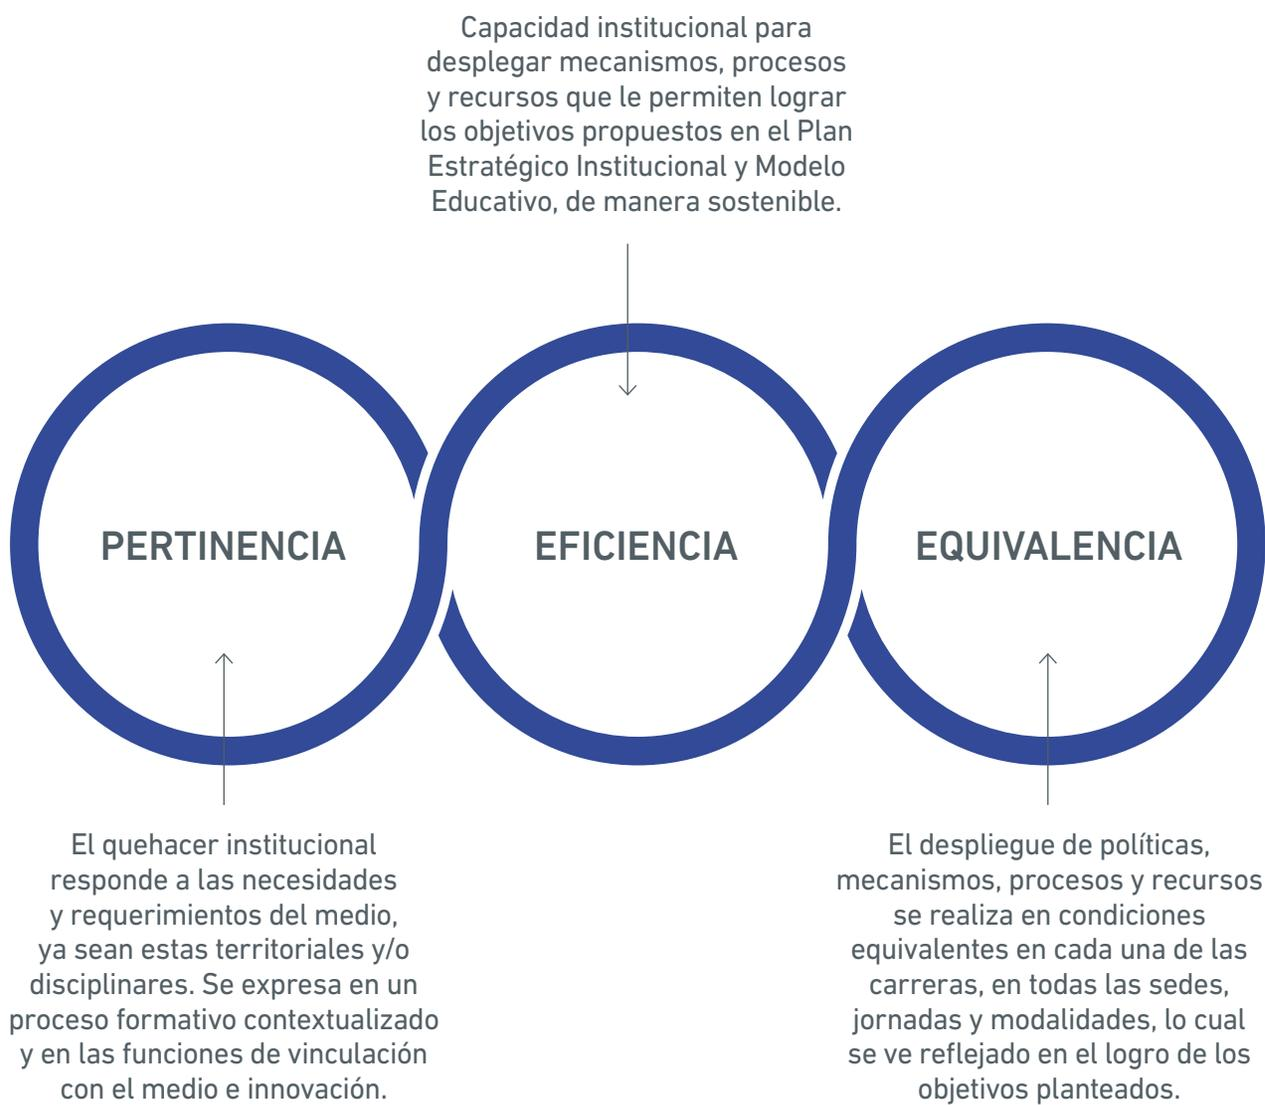 Capacidad institucional para
desplegar mecanismos, procesos
y recursos que le permiten lograr
los objetivos propuestos en el Plan
Estratégico Institucional y Modelo
Educativo, de manera sostenible.
PERTINENCIA
EFICIENCIA
EQUIVALENCIA
El quehacer institucional
responde a las necesidades
y requerimientos del medio,
ya sean estas territoriales y/o
disciplinares. Se expresa en un
proceso formativo contextualizado
y en las funciones de vinculación
con el medio e innovación.
El despliegue de políticas,
mecanismos, procesos y recursos
se realiza en condiciones
equivalentes en cada una de las
carreras, en todas las sedes,
jornadas y modalidades, lo cual
se ve reflejado en el logro de los
objetivos planteados.